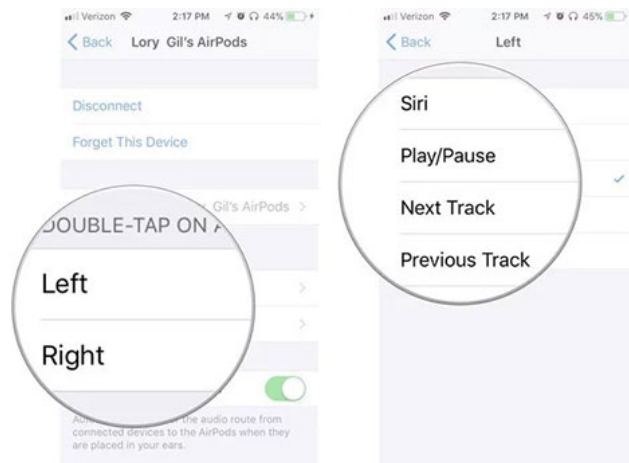 Verizon 2:17 PM 44%
Back Lory Gil's AirPods
Disconnect
Forget This Device
Gil's AirPods
DOUBLE-TAP ON A
Left
Right
the audio route from
connected devices to the AirPods when they
are placed in your ears.
Verizon 2:17 PM 45%
Back Left
Siri
Play/Pause
Next Track
Previous Track